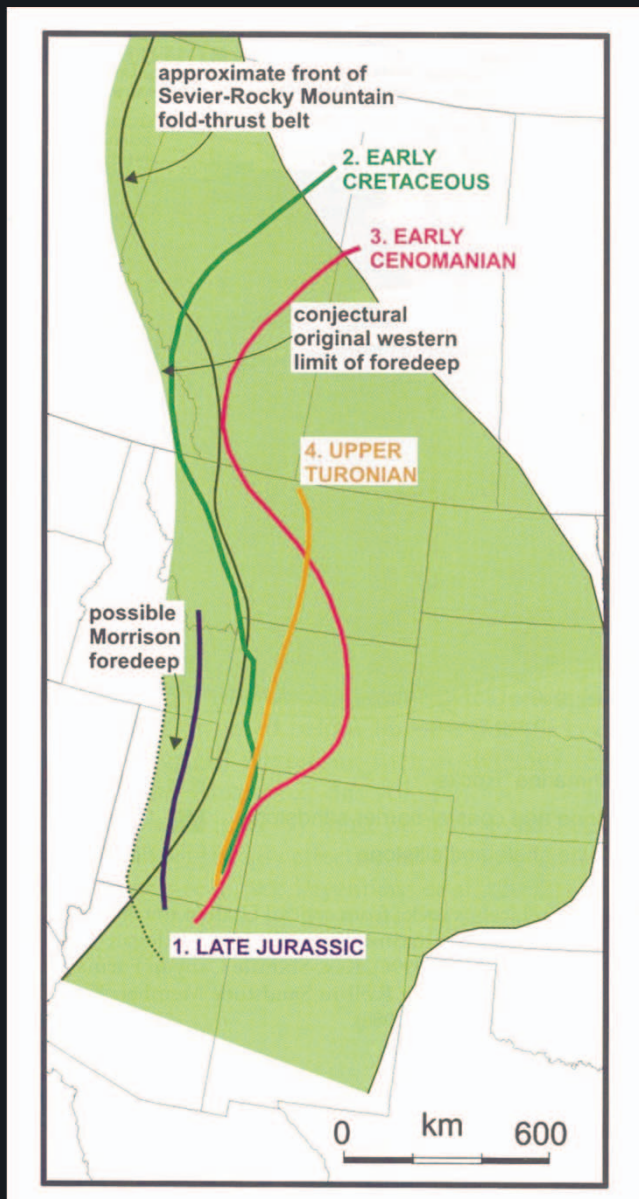 approximate front of
Sevier-Rocky Mountain
fold-thrust belt
2. EARLY
CRETACEOUS
3. EARLY
CENOMANIAN
conjectural
original western
limit of foredeep
4. UPPER
TURONIAN
possible
Morrison
foredeep
1. LATE JURASSIC
0 km 600